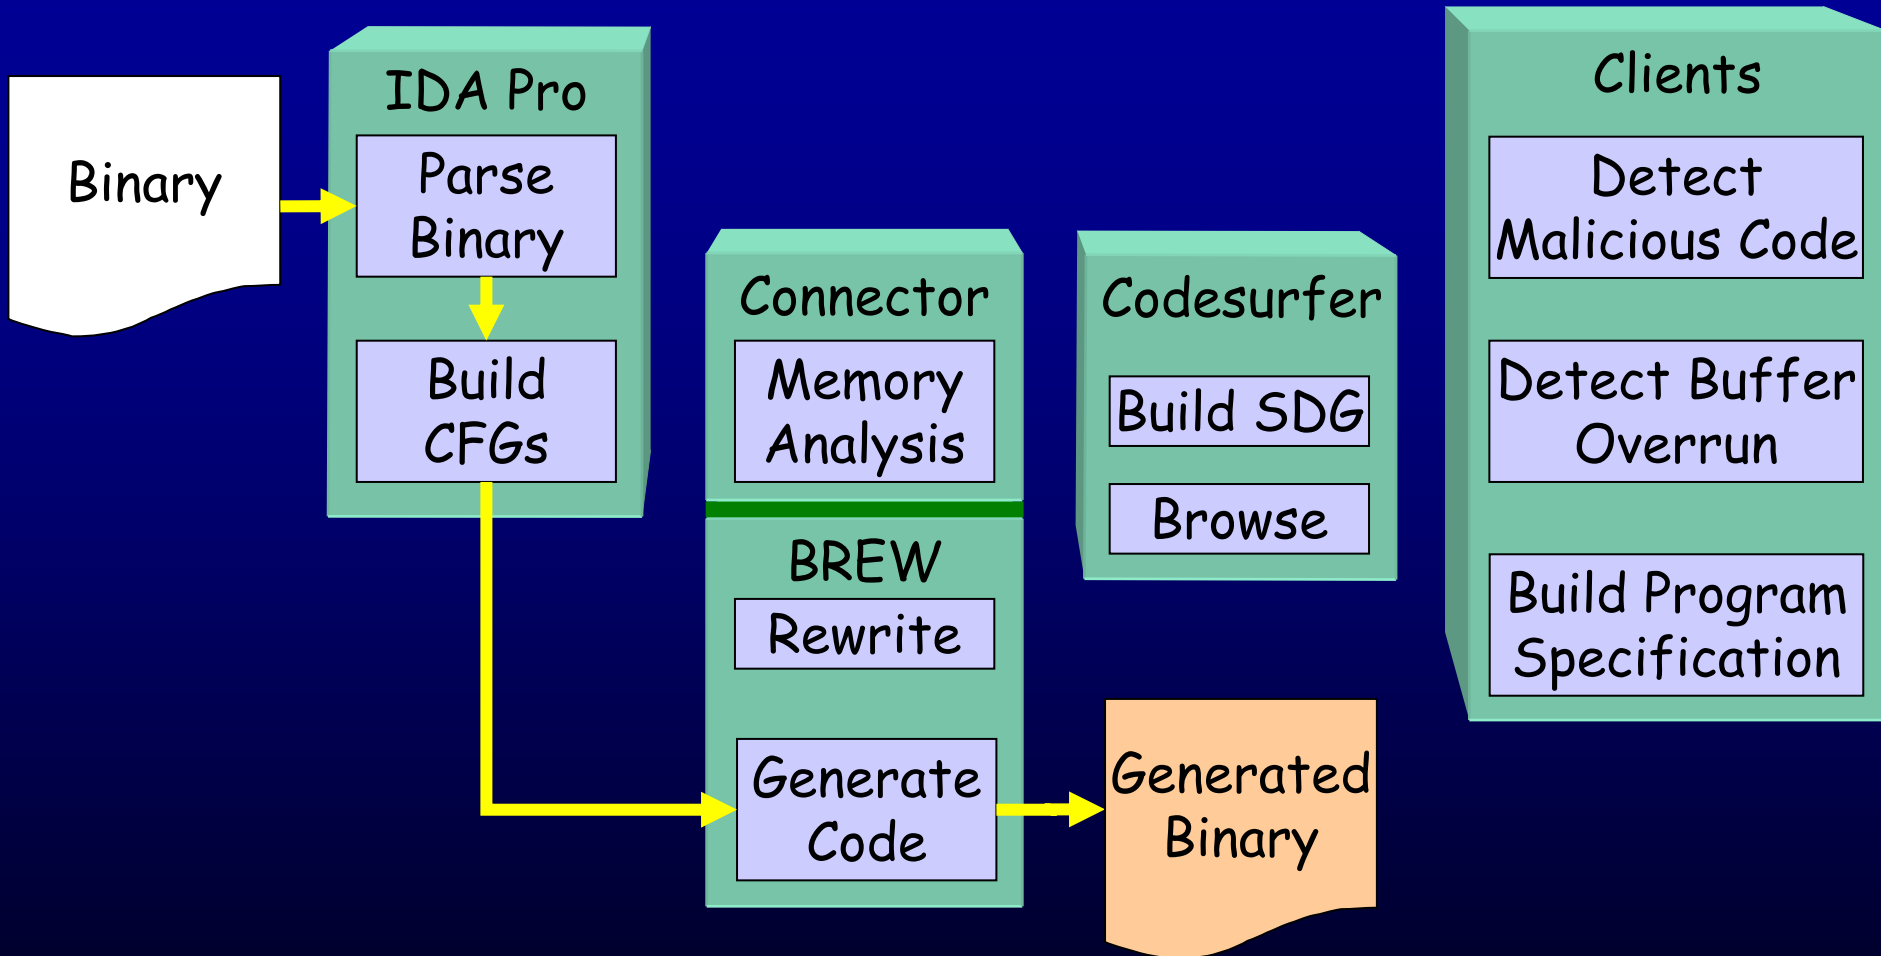 Binary
IDA Pro
Parse
Binary
Build
CFGs
Connector
Memory
Analysis
BREW
Rewrite
Generate
Code
Codesurfer
Build SDG
Browse
Generated
Binary
Clients
Detect
Malicious Code
Detect Buffer
Overrun
Build Program
Specification